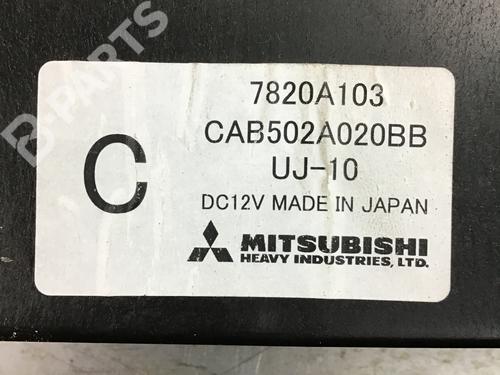 B-PARTS
7820A103
CAB502A020BB
UJ-10
C
DC12V MADE IN JAPAN
MITSUBISHI
HEAVY INDUSTRIES, LTD.